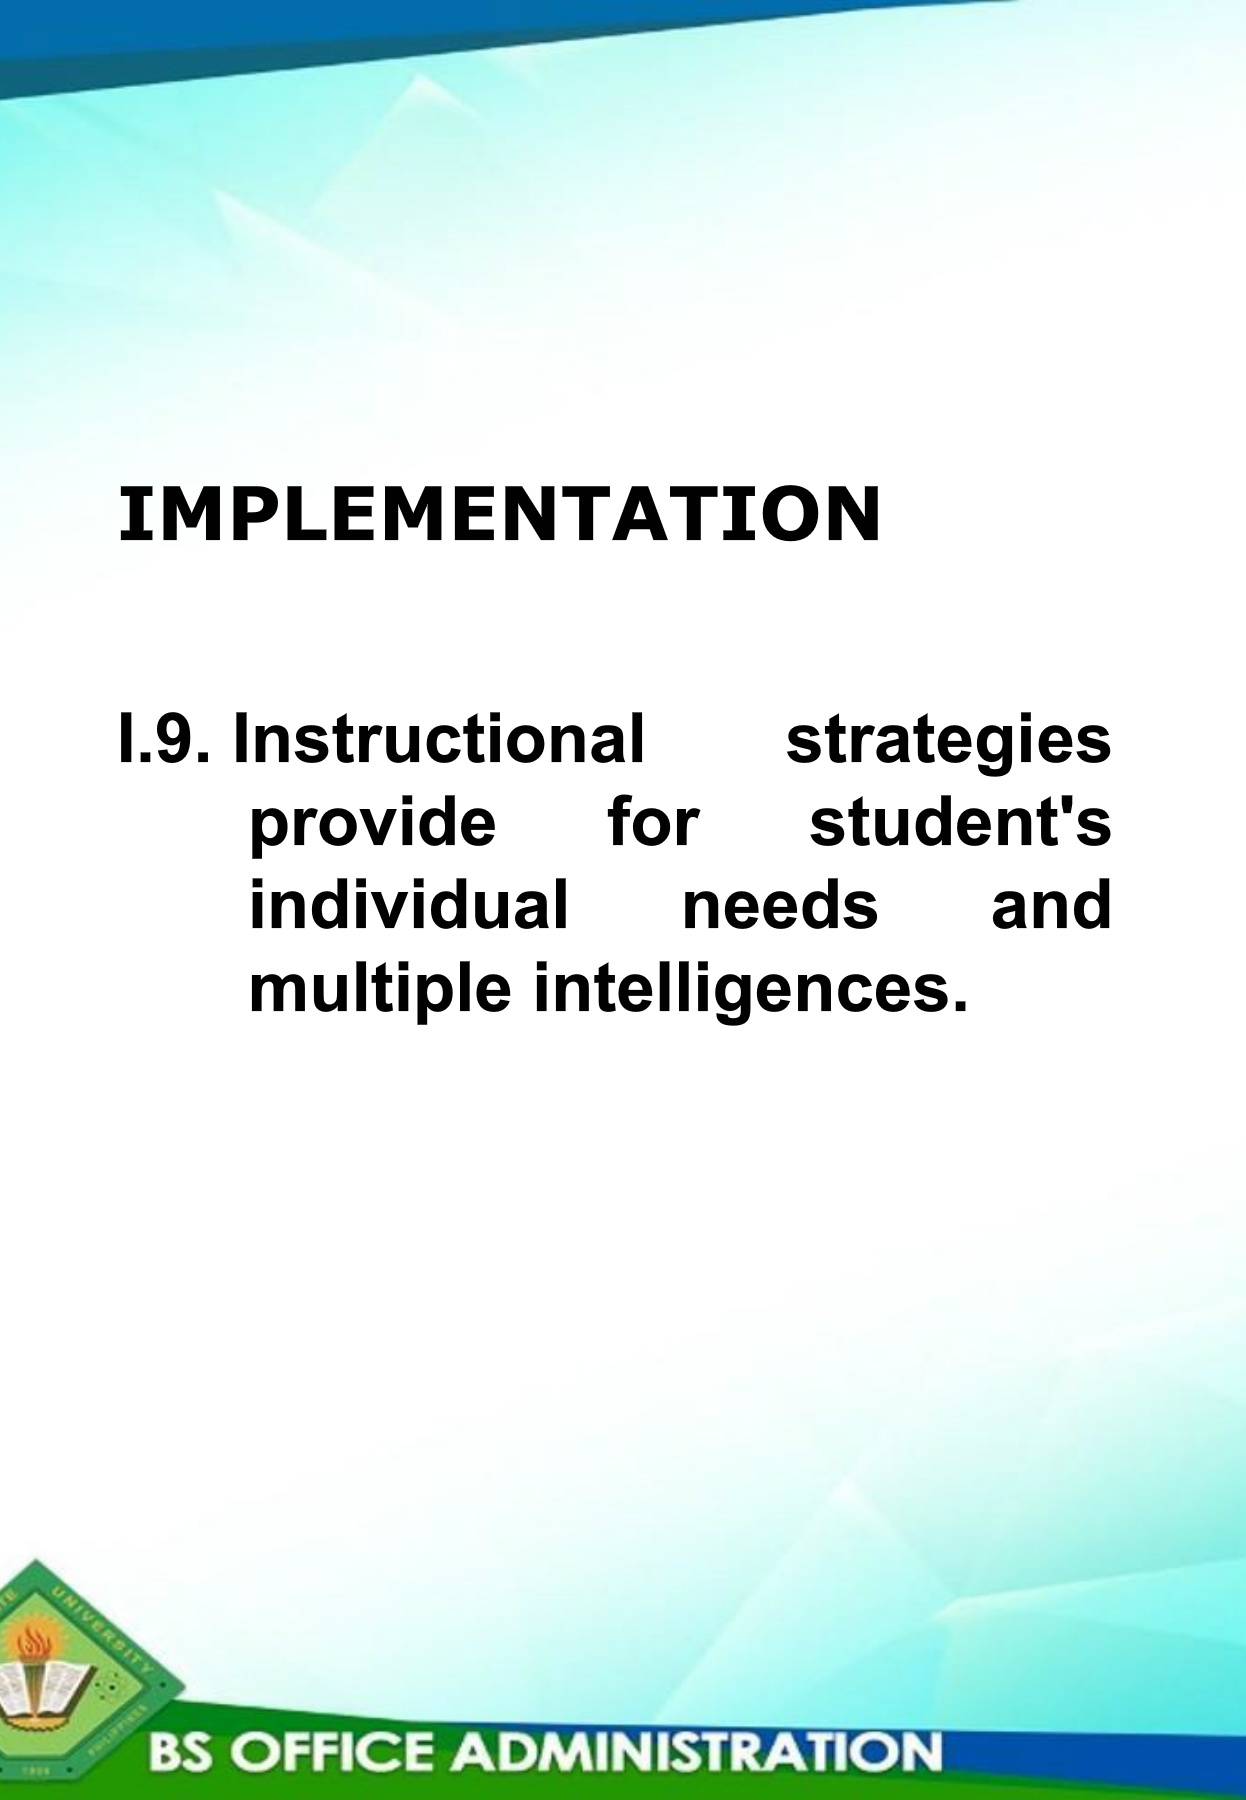 IMPLEMENTATION
I.9. Instructional strategies
provide for student's
individual needs and
multiple intelligences.
UNIVERSITY
PHILIPPINES
BS OFFICE ADMINISTRATION